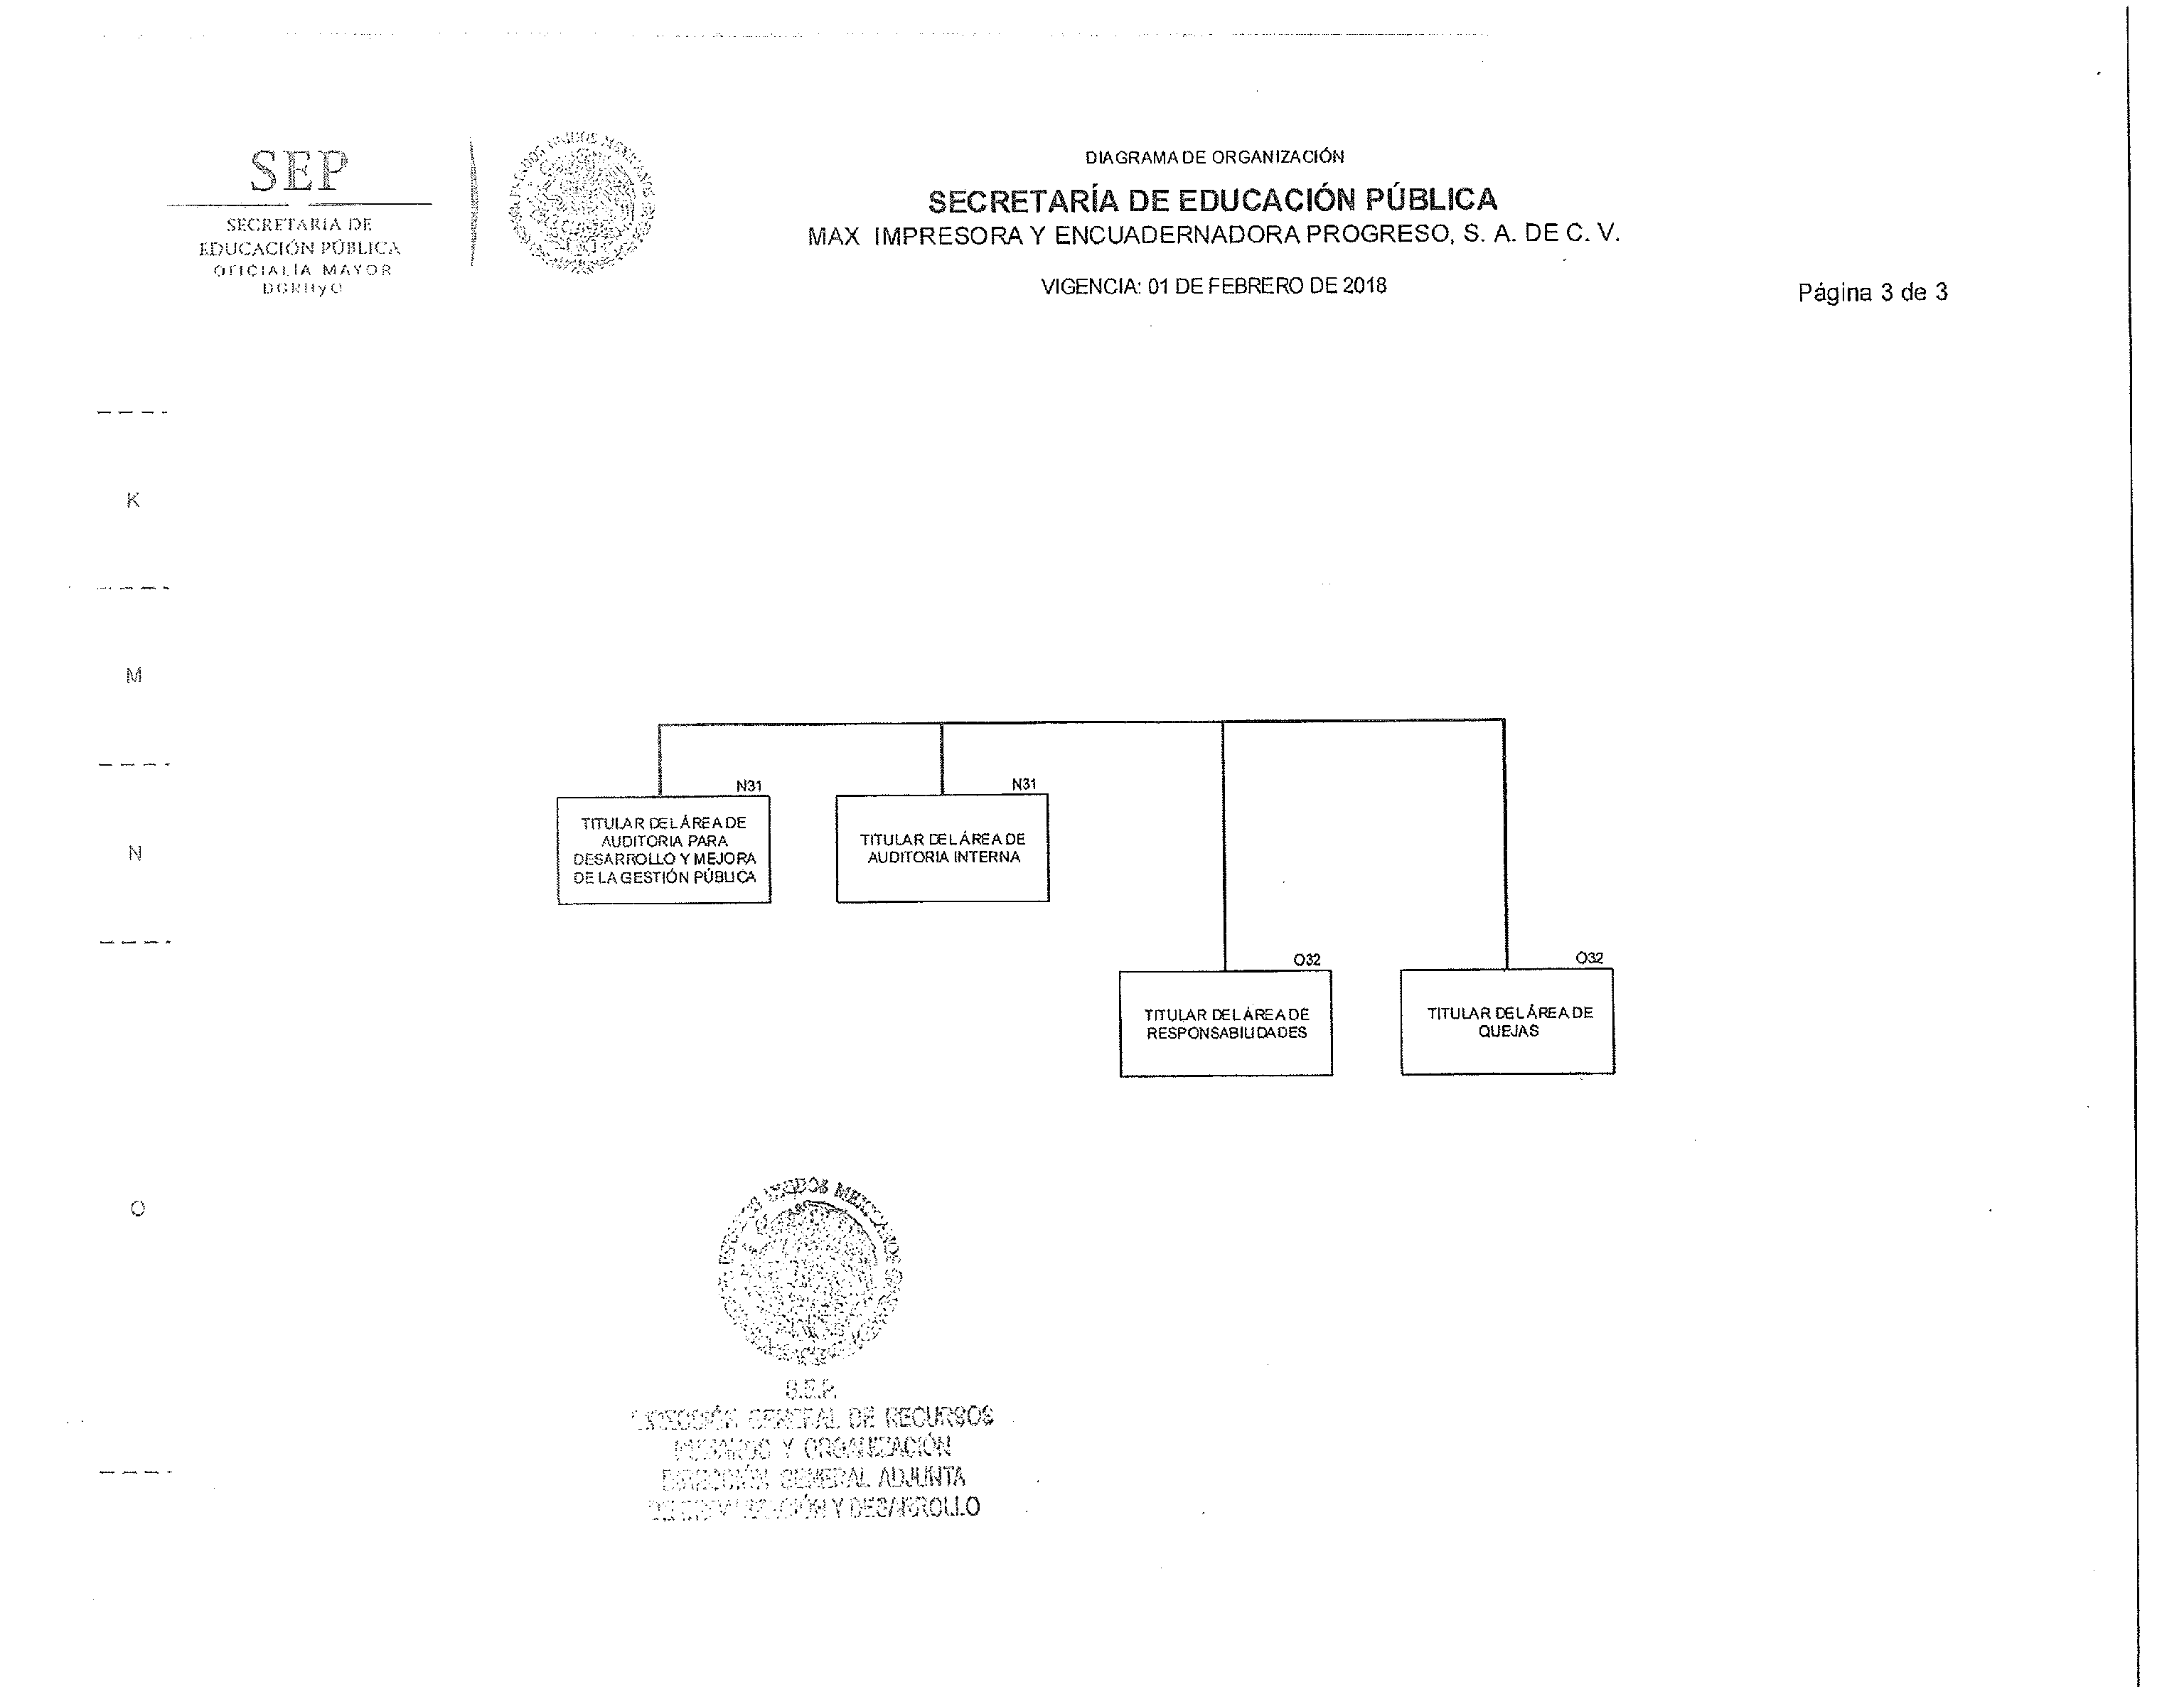 SEP
SECRETARÍA DE
EDUCACIÓN PÚBLICA
OFICIALÍA MAYOR
DGRHyO
DIAGRAMA DE ORGANIZACIÓN
SECRETARÍA DE EDUCACIÓN PÚBLICA
MAX IMPRESORA Y ENCUADERNADORA PROGRESO, S. A. DE C. V.
VIGENCIA: 01 DE FEBRERO DE 2018
Página 3 de 3
K
M
N
O
N31
TITULAR DEL ÁREA DE
AUDITORIA PARA
DESARROLLO Y MEJORA
DE LA GESTIÓN PÚBLICA
N31
TITULAR DEL ÁREA DE
AUDITORIA INTERNA
O32
TITULAR DEL ÁREA DE
RESPONSABILIDADES
O32
TITULAR DEL ÁREA DE
QUEJAS
S.E.P.
DIRECCIÓN GENERAL DE RECURSOS
Y ORGANIZACIÓN
DIRECCIÓN GENERAL ADJUNTA
Y DESARROLLO